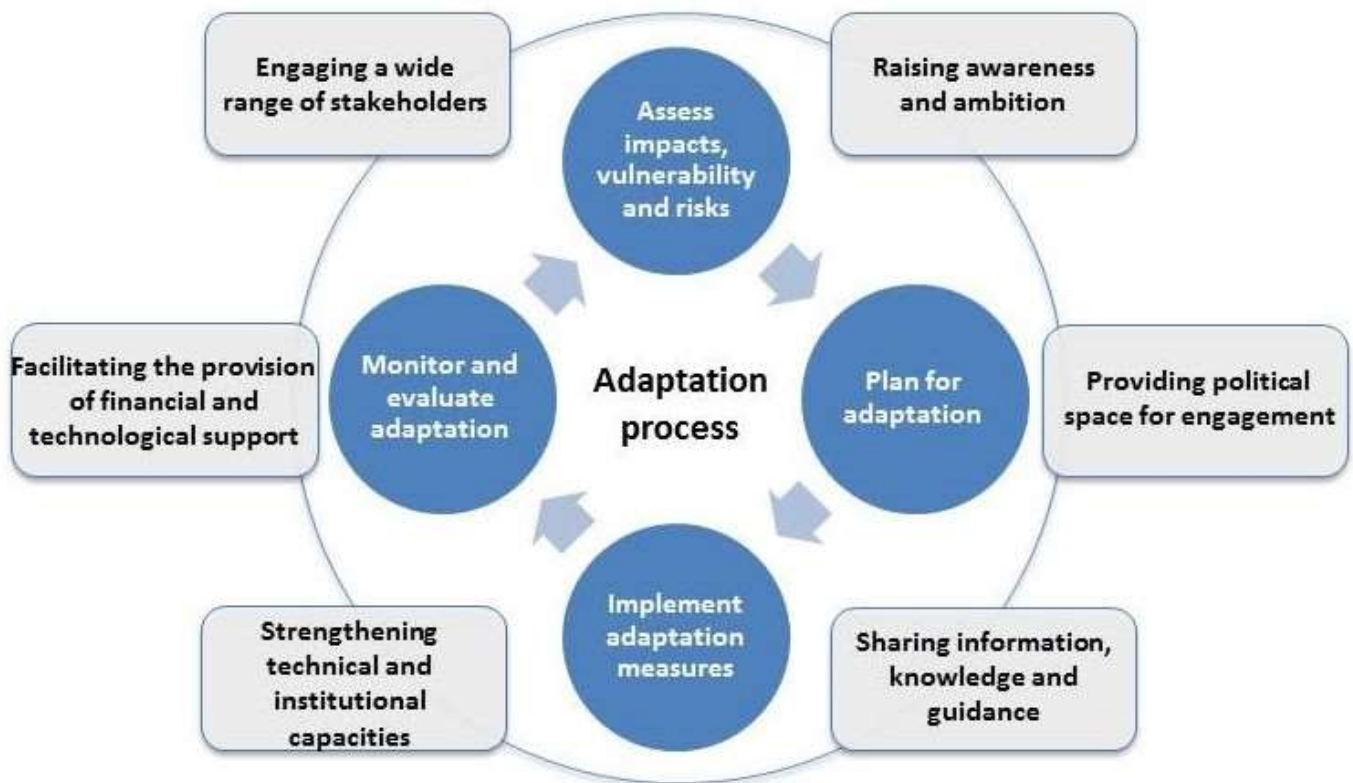 Engaging a wide
range of stakeholders
Raising awareness
and ambition
Assess
impacts,
vulnerability
and risks
Facilitating the provision
of financial and
technological support
Monitor and
evaluate
adaptation
Adaptation
process
Plan for
adaptation
Providing political
space for engagement
Strengthening
technical and
institutional
capacities
Implement
adaptation
measures
Sharing information,
knowledge and
guidance